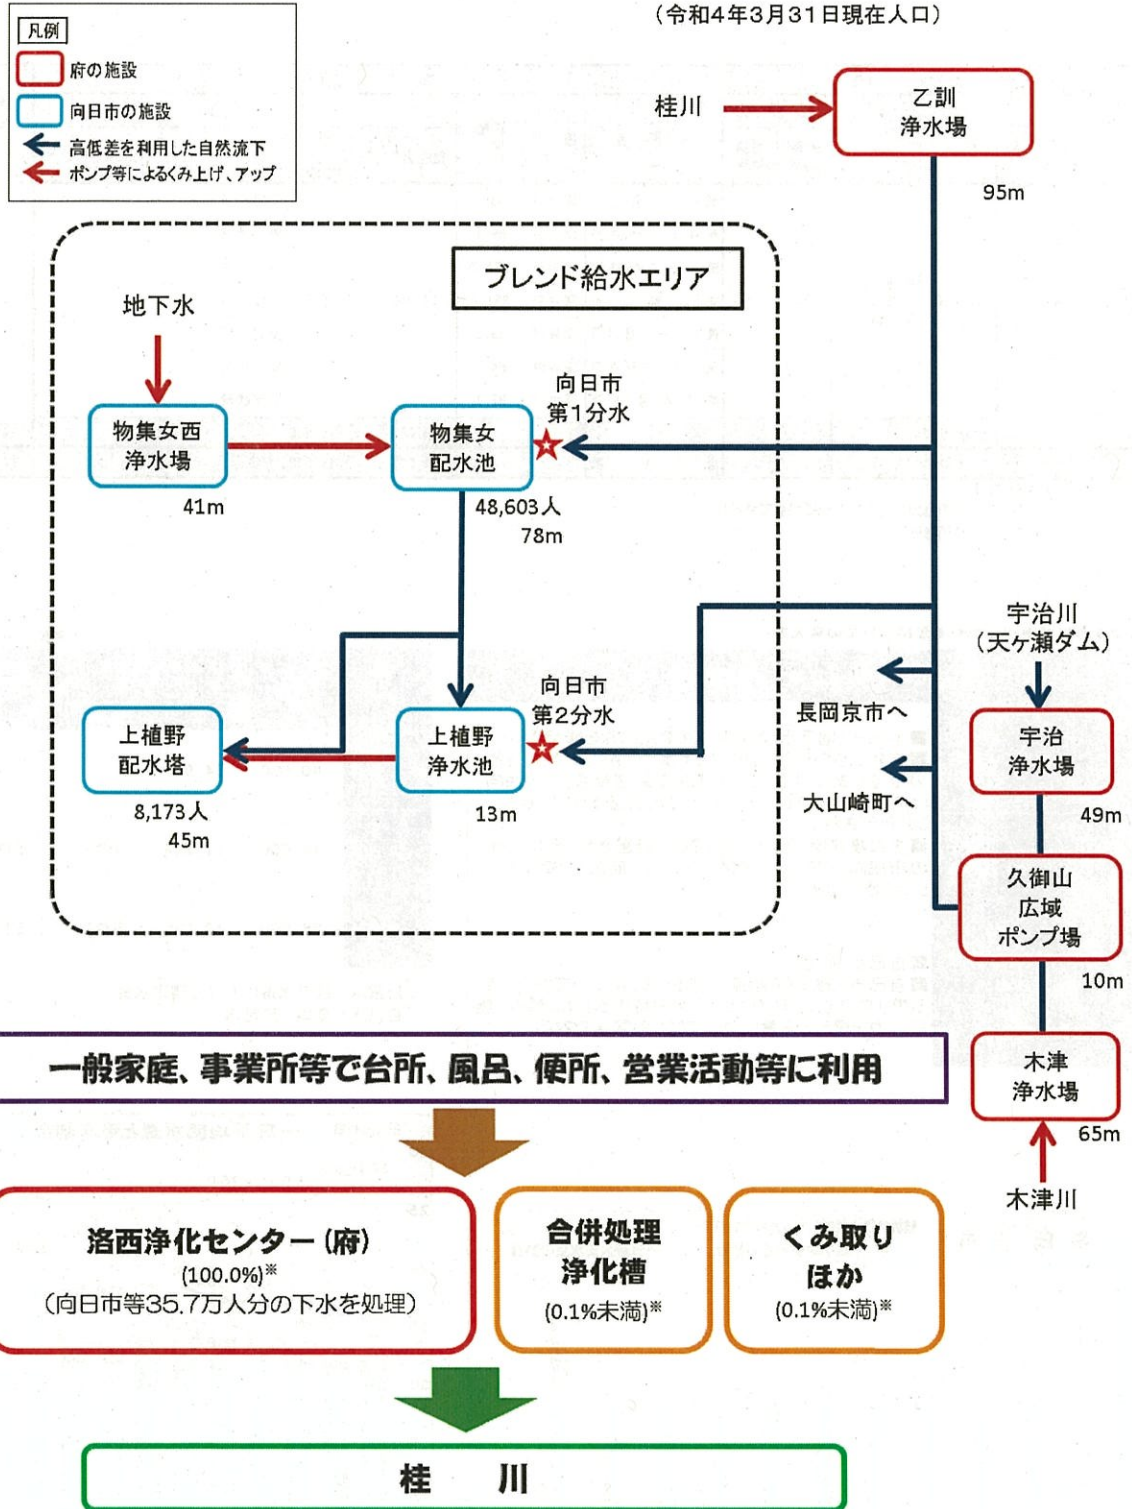 （令和4年3月31日現在人口）
凡例
府の施設
向日市の施設
高低差を利用した自然流下
ポンプ等によるくみ上げ、アップ
桂川
乙訓
浄水場
95m
ブレンド給水エリア
地下水
物集女西
浄水場
41m
物集女
配水池
48,603人
78m
向日市
第1分水
宇治川
（天ケ瀬ダム）
長岡京市へ
大山崎町へ
向日市
第2分水
上植野
配水塔
8,173人
45m
上植野
浄水池
13m
宇治
浄水場
49m
久御山
広域
ポンプ場
10m
木津
浄水場
65m
木津川
一般家庭、事業所等で台所、風呂、便所、営業活動等に利用
洛西浄化センター（府）
(100.0%)※
（向日市等35.7万人分の下水を処理）
合併処理
浄化槽
(0.1%未満)※
くみ取り
ほか
(0.1%未満)※
桂　川